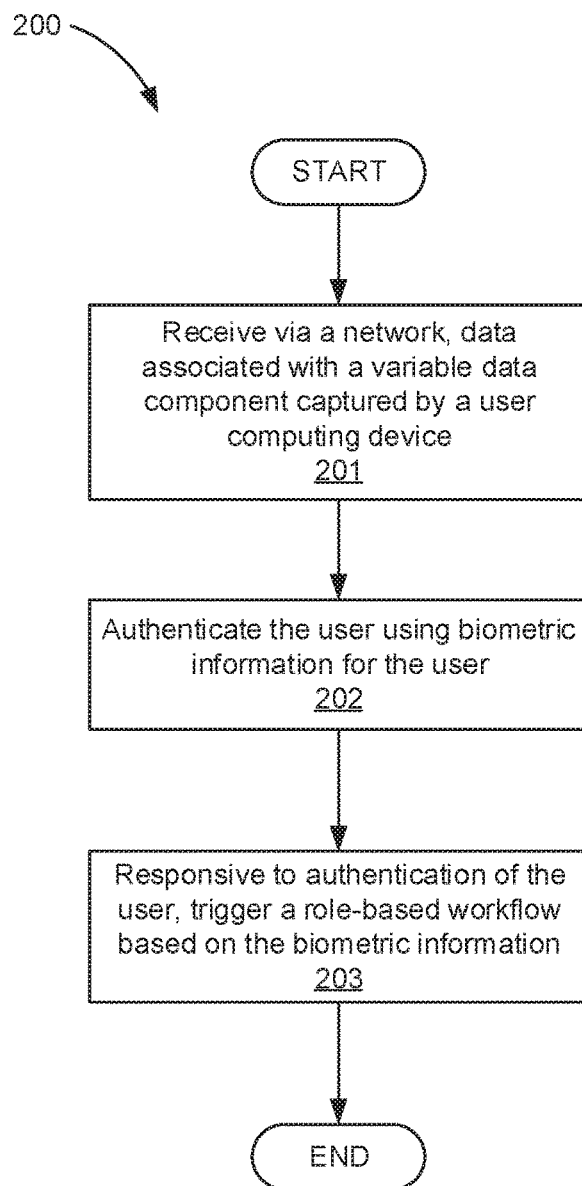 200
START
Receive via a network, data
associated with a variable data
component captured by a user
computing device
201
Authenticate the user using biometric
information for the user
202
Responsive to authentication of the
user, trigger a role-based workflow
based on the biometric information
203
END